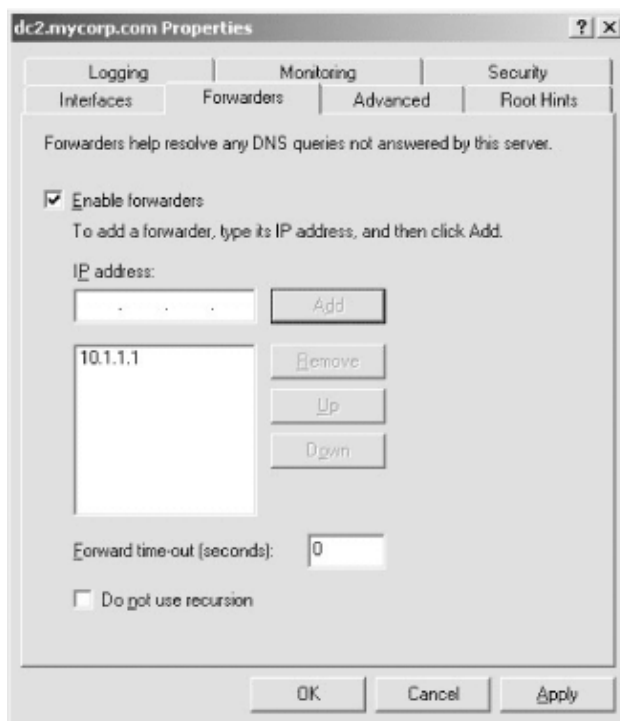 dc2.mycorp.com Properties
Logging Monitoring Security
Interfaces Forwarders Advanced Root Hints
Forwarders help resolve any DNS queries not answered by this server.
Enable forwarders
To add a forwarder, type its IP address, and then click Add.
IP address:
. . . Add
10.1.1.1 Remove
Up
Down
Forward time-out (seconds): 0
Do not use recursion
OK Cancel Apply